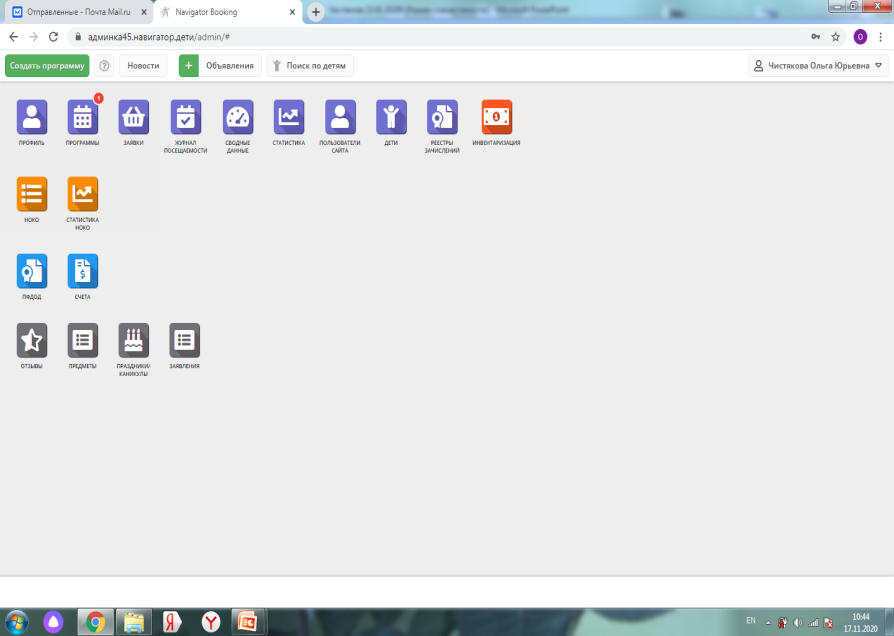 Отправленные - Почта Mail.ru
Navigator Booking
админка45.навигатор.дети/admin/#
О
Создать программу
Новости
Объявления
Поиск по детям
Чистякова Ольга Юрьевна
1
ПРОФИЛЬ
ПРОГРАММЫ
ЗАЯВКИ
ЖУРНАЛ
ПОСЕЩАЕМОСТИ
СВОДНЫЕ
ДАННЫЕ
СТАТИСТИКА
ПОЛЬЗОВАТЕЛИ
САЙТА
ДЕТИ
РЕЕСТРЫ
ЗАЧИСЛЕНИЙ
ИНВЕНТАРИЗАЦИЯ
НОКО
СТАТИСТИКА
НОКО
ПФДОД
СЧЕТА
ОТЗЫВЫ
ПРЕДМЕТЫ
ПРАЗДНИКИ/
КАНИКУЛЫ
ЗАЯВЛЕНИЯ
EN
10:44
17.11.2020